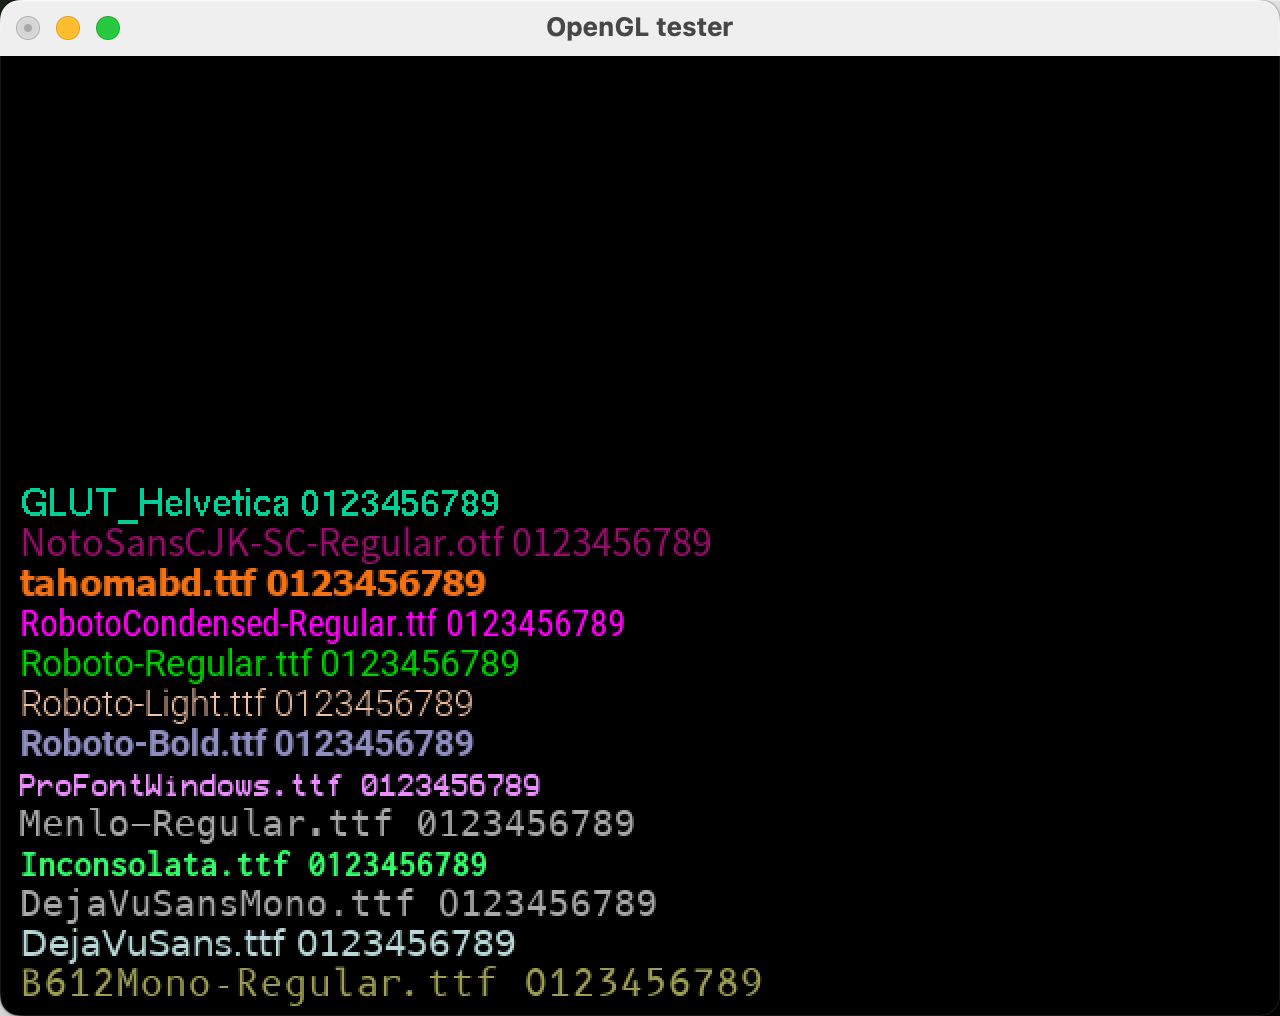 OpenGL tester
GLUT_Helvetica 0123456789
NotoSansCJK-SC-Regular.otf 0123456789
tahomabd.ttf 0123456789
RobotoCondensed-Regular.ttf 0123456789
Roboto-Regular.ttf 0123456789
Roboto-Light.ttf 0123456789
Roboto-Bold.ttf 0123456789
ProFontWindows.ttf 0123456789
Menlo-Regular.ttf 0123456789
Inconsolata.ttf 0123456789
DejaVuSansMono.ttf 0123456789
DejaVuSans.ttf 0123456789
B612Mono-Regular.ttf 0123456789